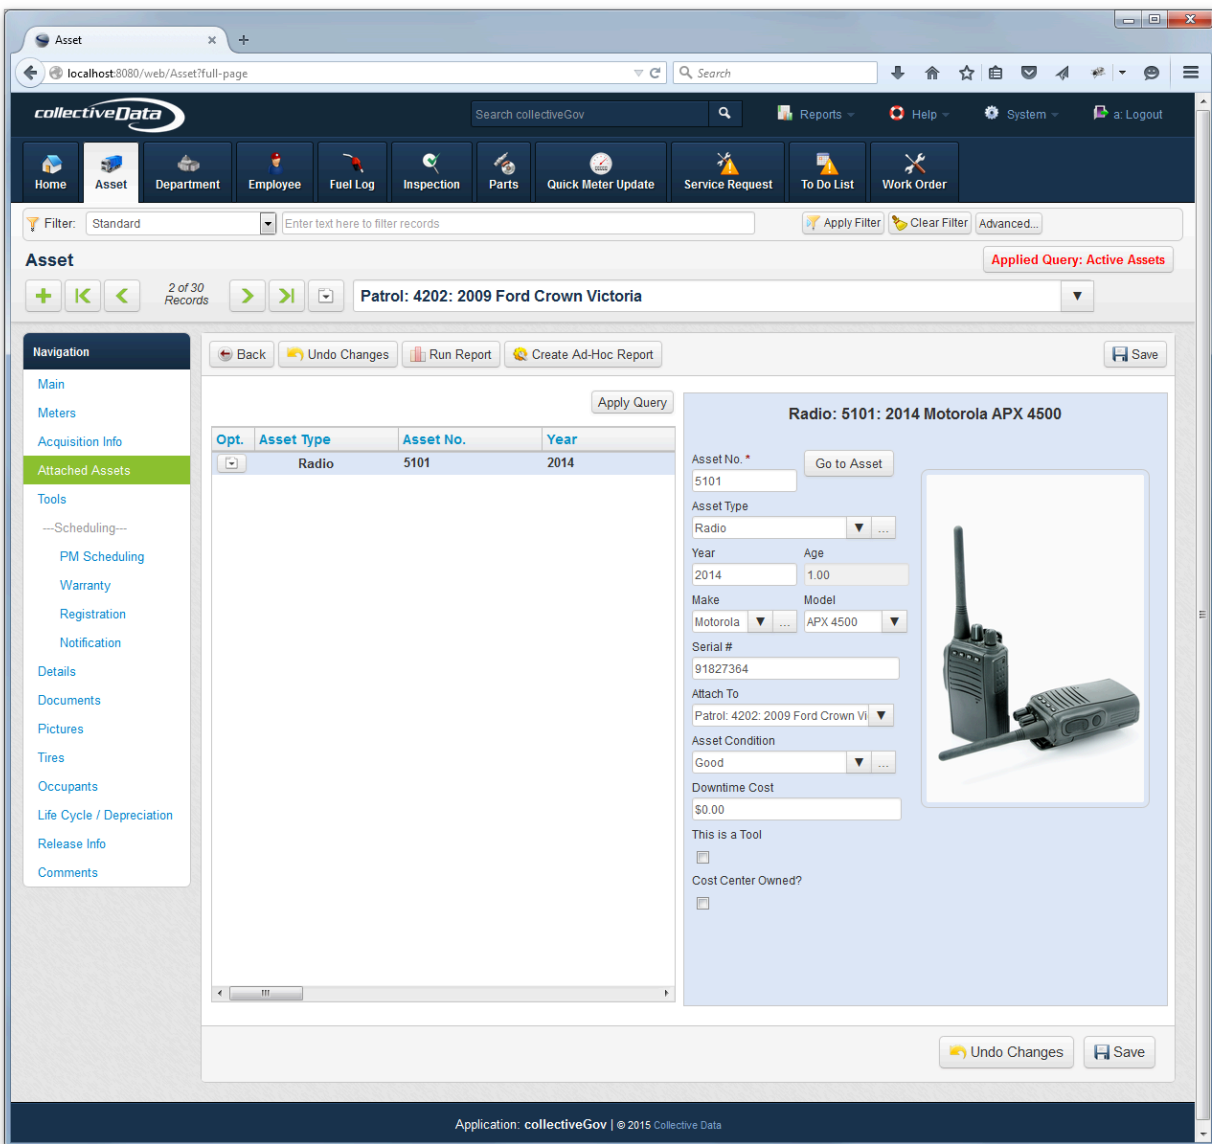 Asset
localhost:8080/web/Asset?full-page
Search
collectiveData
Search collectiveGov
Reports
Help
System
a: Logout
Home
Asset
Department
Employee
Fuel Log
Inspection
Parts
Quick Meter Update
Service Request
To Do List
Work Order
Filter: Standard
Enter text here to filter records
Apply Filter
Clear Filter
Advanced...
Asset
Applied Query: Active Assets
2 of 30
Records
Patrol: 4202: 2009 Ford Crown Victoria
Navigation
Main
Meters
Acquisition Info
Attached Assets
Tools
---Scheduling---
PM Scheduling
Warranty
Registration
Notification
Details
Documents
Pictures
Tires
Occupants
Life Cycle / Depreciation
Release Info
Comments
Back
Undo Changes
Run Report
Create Ad-Hoc Report
Save
Apply Query
Opt. Asset Type Asset No. Year
Radio 5101 2014
Radio: 5101: 2014 Motorola APX 4500
Asset No. *
Go to Asset
5101
Asset Type
Radio
...
Year Age
2014 1.00
Make Model
Motorola ... APX 4500
Serial #
91827364
Attach To
Patrol: 4202: 2009 Ford Crown Vi
Asset Condition
Good
...
Downtime Cost
$0.00
This is a Tool
Cost Center Owned?
Undo Changes
Save
Application: collectiveGov | © 2015 Collective Data